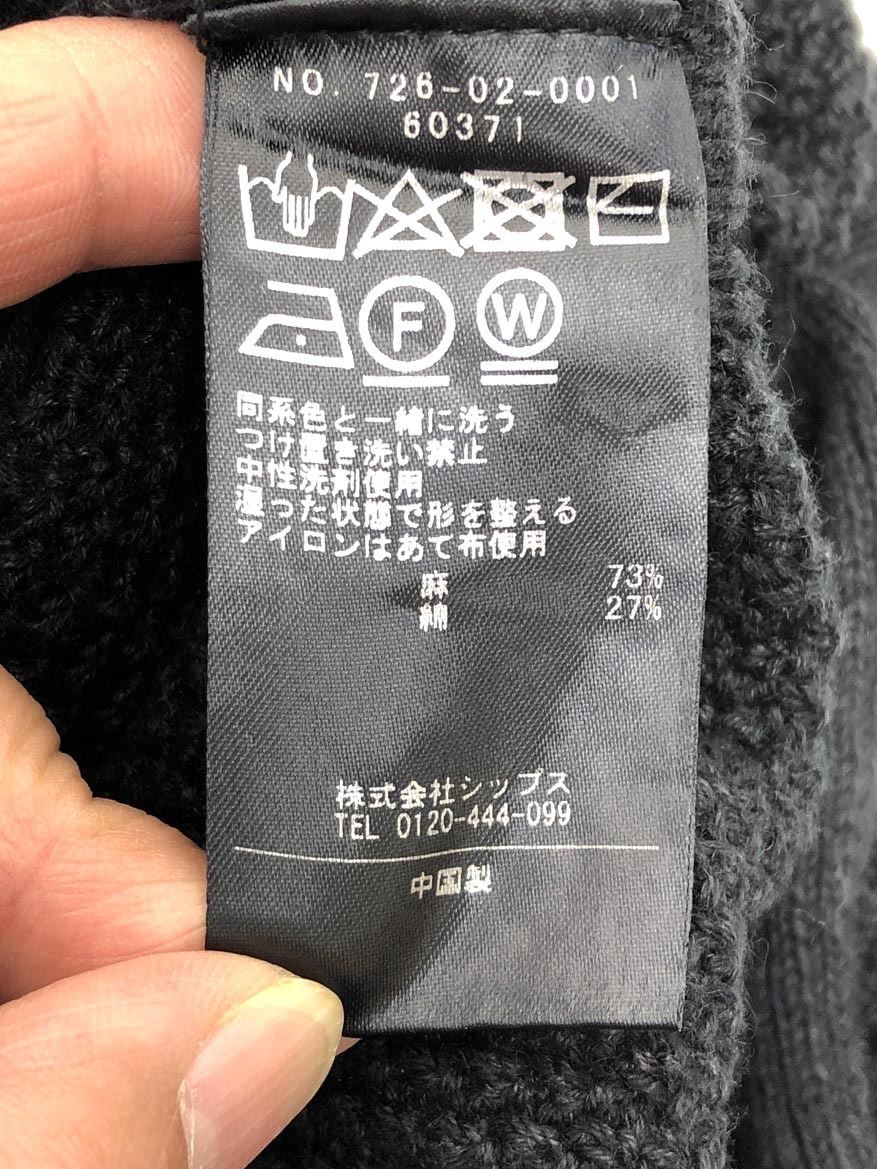 NO. 726-02-0001
60371
F W
同系色と一緒に洗う
つけ置き洗い禁止
中性洗剤使用
湿った状態で形を整える
アイロンはあて布使用
麻 73%
綿 27%
株式会社シップス
TEL 0120-444-099
中国製